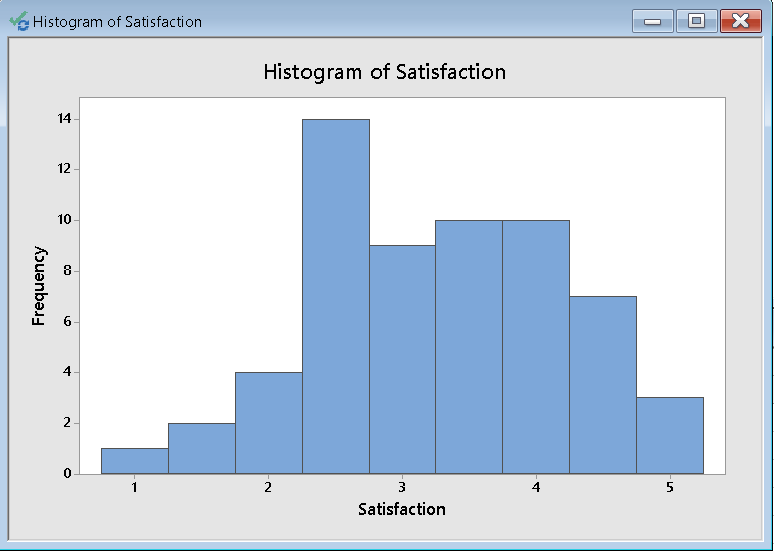 Histogram of Satisfaction
Histogram of Satisfaction
14
12
10
8
6
4
2
0
Frequency
1 2 3 4 5
Satisfaction